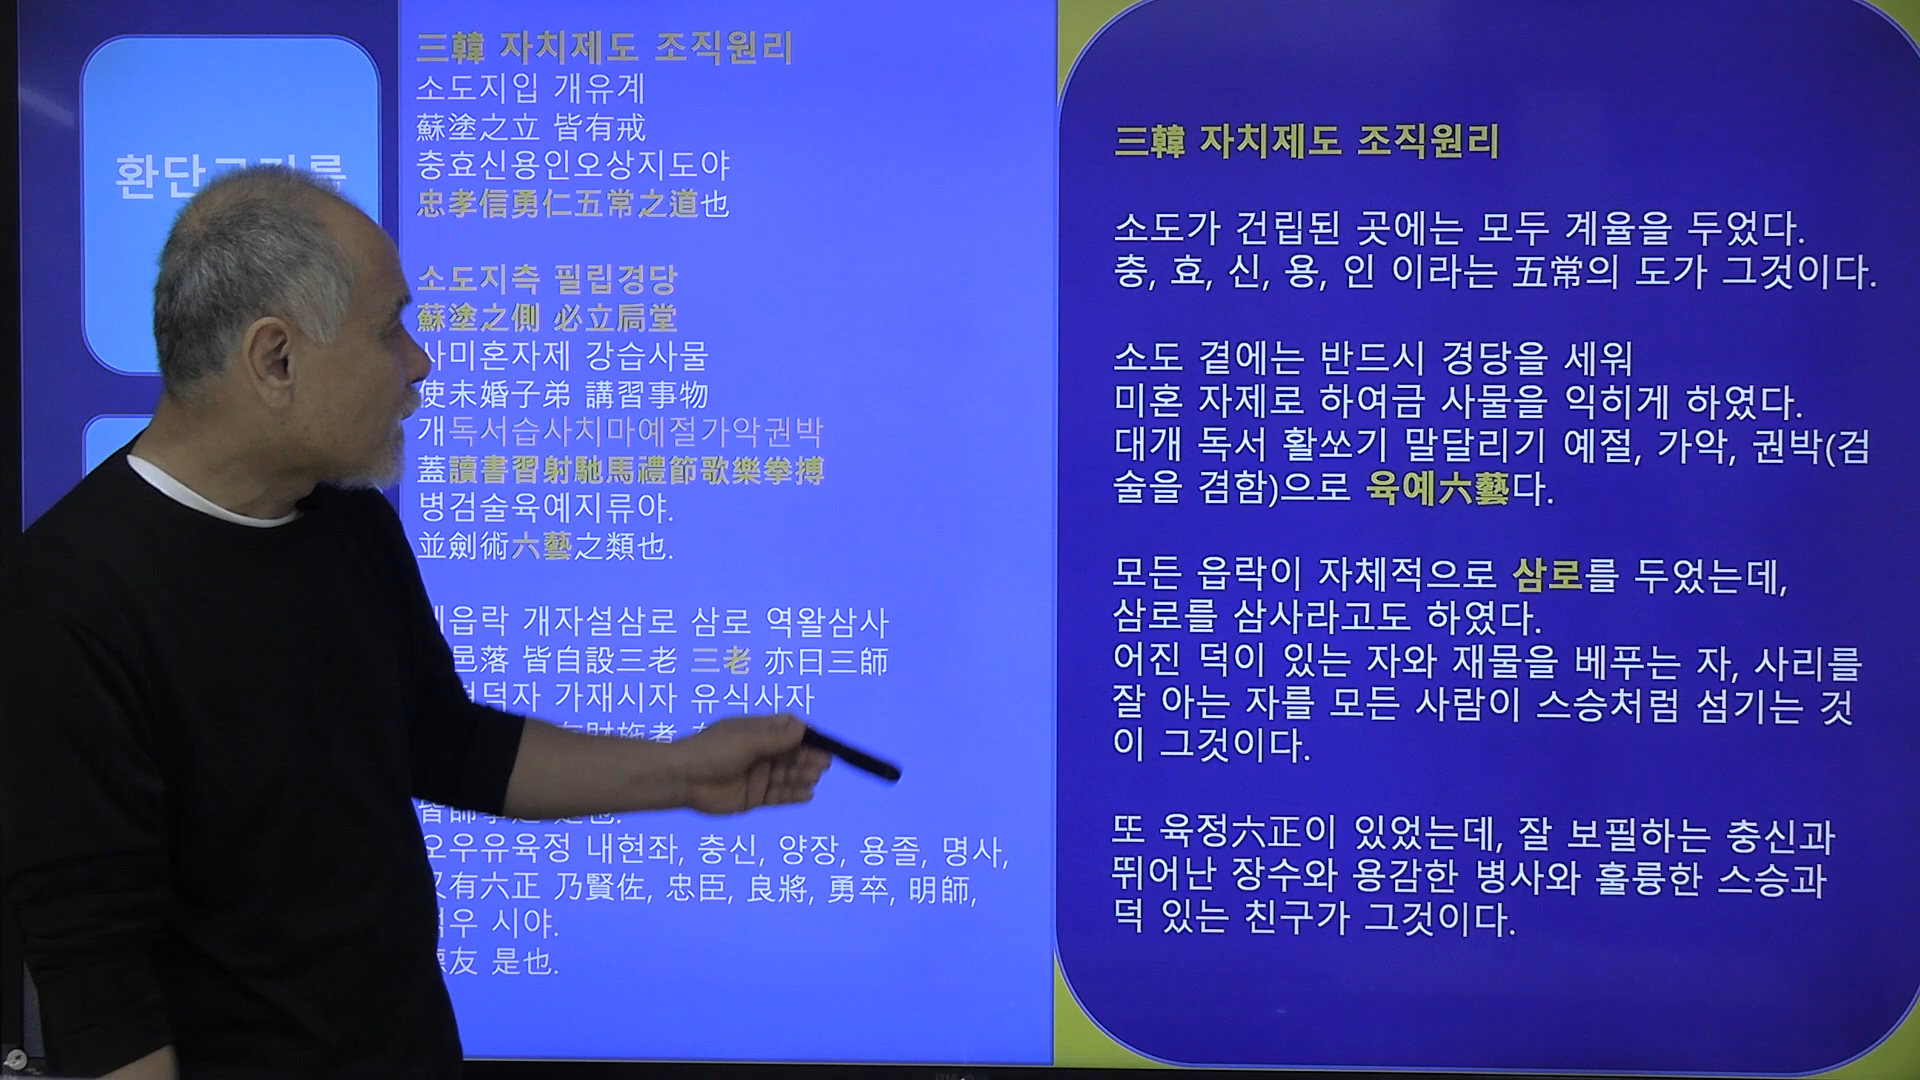 환단
三韓 자치제도 조직원리
소도지입 개유계
蘇塗之立 皆有戒
충효신용인오상지도야
忠孝信勇仁五常之道也
소도지측 필립경당
蘇塗之側 必立扃堂
사미혼자제 강습사물
使未婚子弟 講習事物
개독서습사치마예절가악권박
蓋讀書習射馳馬禮節歌樂拳搏
병검술육예지류야.
並劍術六藝之類也.
읍락 개자설삼로 삼로 역왈삼사
邑落 皆自設三老 三老 亦曰三師
덕자 가재시자 유식사자
財施者
皆師事
是也.
우유육정 내현좌, 충신, 양장, 용졸, 명사,
又有六正 乃賢佐, 忠臣, 良將, 勇卒, 明師,
덕우 시야.
德友 是也.
三韓 자치제도 조직원리
소도가 건립된 곳에는 모두 계율을 두었다.
충, 효, 신, 용, 인 이라는 五常의 도가 그것이다.
소도 곁에는 반드시 경당을 세워
미혼 자제로 하여금 사물을 익히게 하였다.
대개 독서 활쏘기 말달리기 예절, 가악, 권박(검
술을 겸함)으로 육예六藝다.
모든 읍락이 자체적으로 삼로를 두었는데,
삼로를 삼사라고도 하였다.
어진 덕이 있는 자와 재물을 베푸는 자, 사리를
잘 아는 자를 모든 사람이 스승처럼 섬기는 것
이 그것이다.
또 육정六正이 있었는데, 잘 보필하는 충신과
뛰어난 장수와 용감한 병사와 훌륭한 스승과
덕 있는 친구가 그것이다.